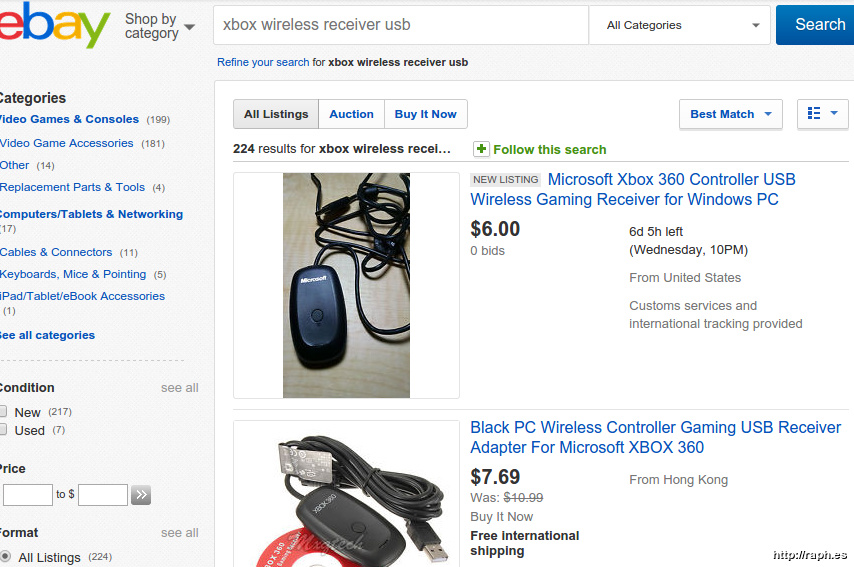 ebay
Shop by
category
xbox wireless receiver usb
All Categories
Search
Refine your search for xbox wireless receiver usb
Categories
Video Games & Consoles (199)
Video Game Accessories (181)
Other (14)
Replacement Parts & Tools (4)
Computers/Tablets & Networking
(17)
Cables & Connectors (11)
Keyboards, Mice & Pointing (5)
iPad/Tablet/eBook Accessories
(1)
See all categories
Condition see all
New (217)
Used (7)
Price
to $
Format see all
All Listings (224)
All Listings Auction Buy It Now
Best Match
224 results for xbox wireless recei... Follow this search
Microsoft
NEW LISTING Microsoft Xbox 360 Controller USB
Wireless Gaming Receiver for Windows PC
$6.00
0 bids
6d 5h left
(Wednesday, 10PM)
From United States
Customs services and
international tracking provided
XBOX360
XBOX 360
Mxgtech
Black PC Wireless Controller Gaming USB Receiver
Adapter For Microsoft XBOX 360
$7.69
Was: $10.99
Buy It Now
Free international
shipping
From Hong Kong
http://raph.es